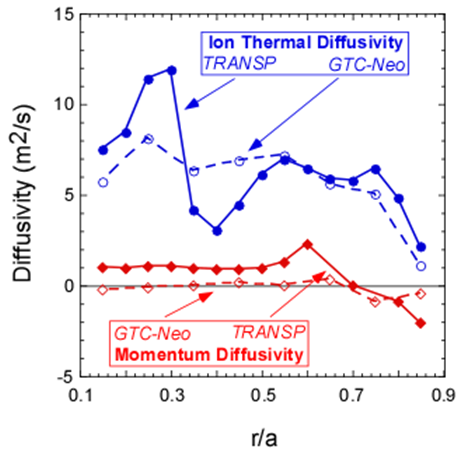 15
10
5
0
-5
Diffusivity (m2/s)
Ion Thermal Diffusivity
TRANSP GTC-Neo
GTC-Neo TRANSP
Momentum Diffusivity
0.1 0.3 0.5 0.7 0.9
r/a